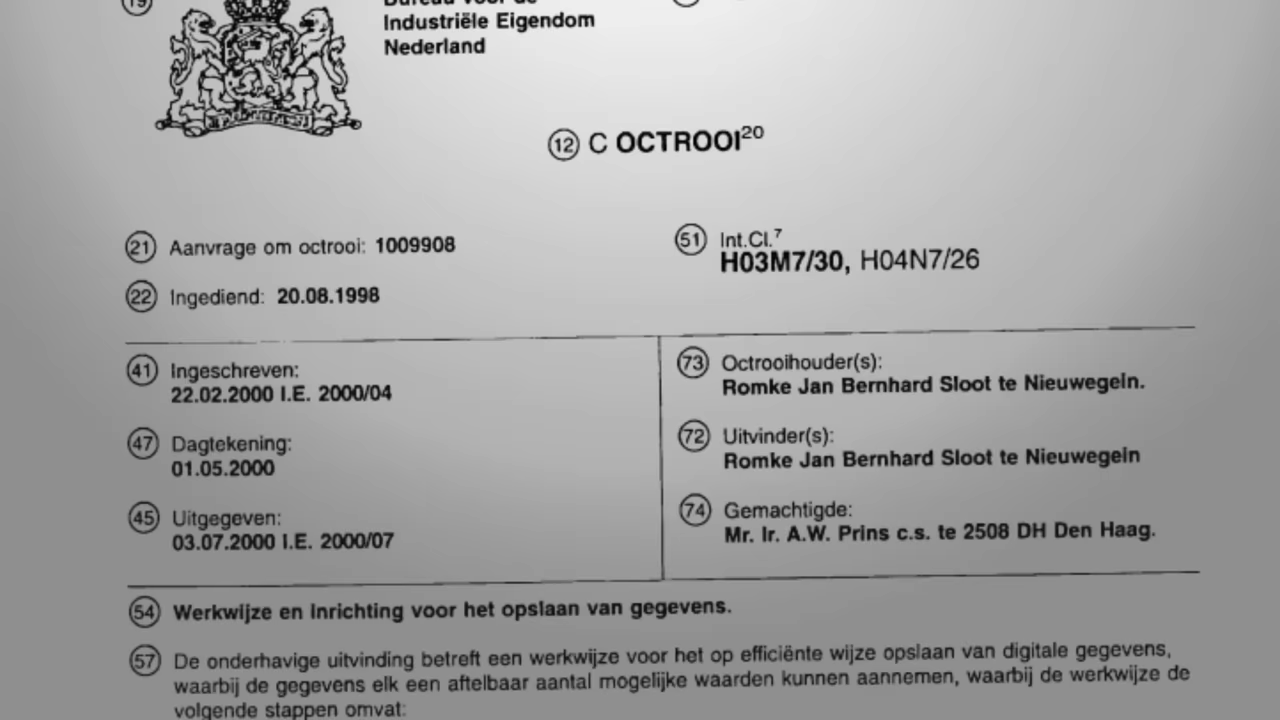 19
Bureau voor de
Industriële Eigendom
Nederland
12 C OCTROOI20
21 Aanvrage om octrooi: 1009908
51 Int.Cl.7
H03M7/30, H04N7/26
22 Ingediend: 20.08.1998
41 Ingeschreven:
22.02.2000 I.E. 2000/04
73 Octrooihouder(s):
Romke Jan Bernhard Sloot te Nieuwegein.
47 Dagtekening:
01.05.2000
72 Uitvinder(s):
Romke Jan Bernhard Sloot te Nieuwegein
45 Uitgegeven:
03.07.2000 I.E. 2000/07
74 Gemachtigde:
Mr. Ir. A.W. Prins c.s. te 2508 DH Den Haag.
54 Werkwijze en inrichting voor het opslaan van gegevens.
57 De onderhavige uitvinding betreft een werkwijze voor het op efficiënte wijze opslaan van digitale gegevens,
waarbij de gegevens elk een aftelbaar aantal mogelijke waarden kunnen aannemen, waarbij de werkwijze de
volgende stappen omvat: